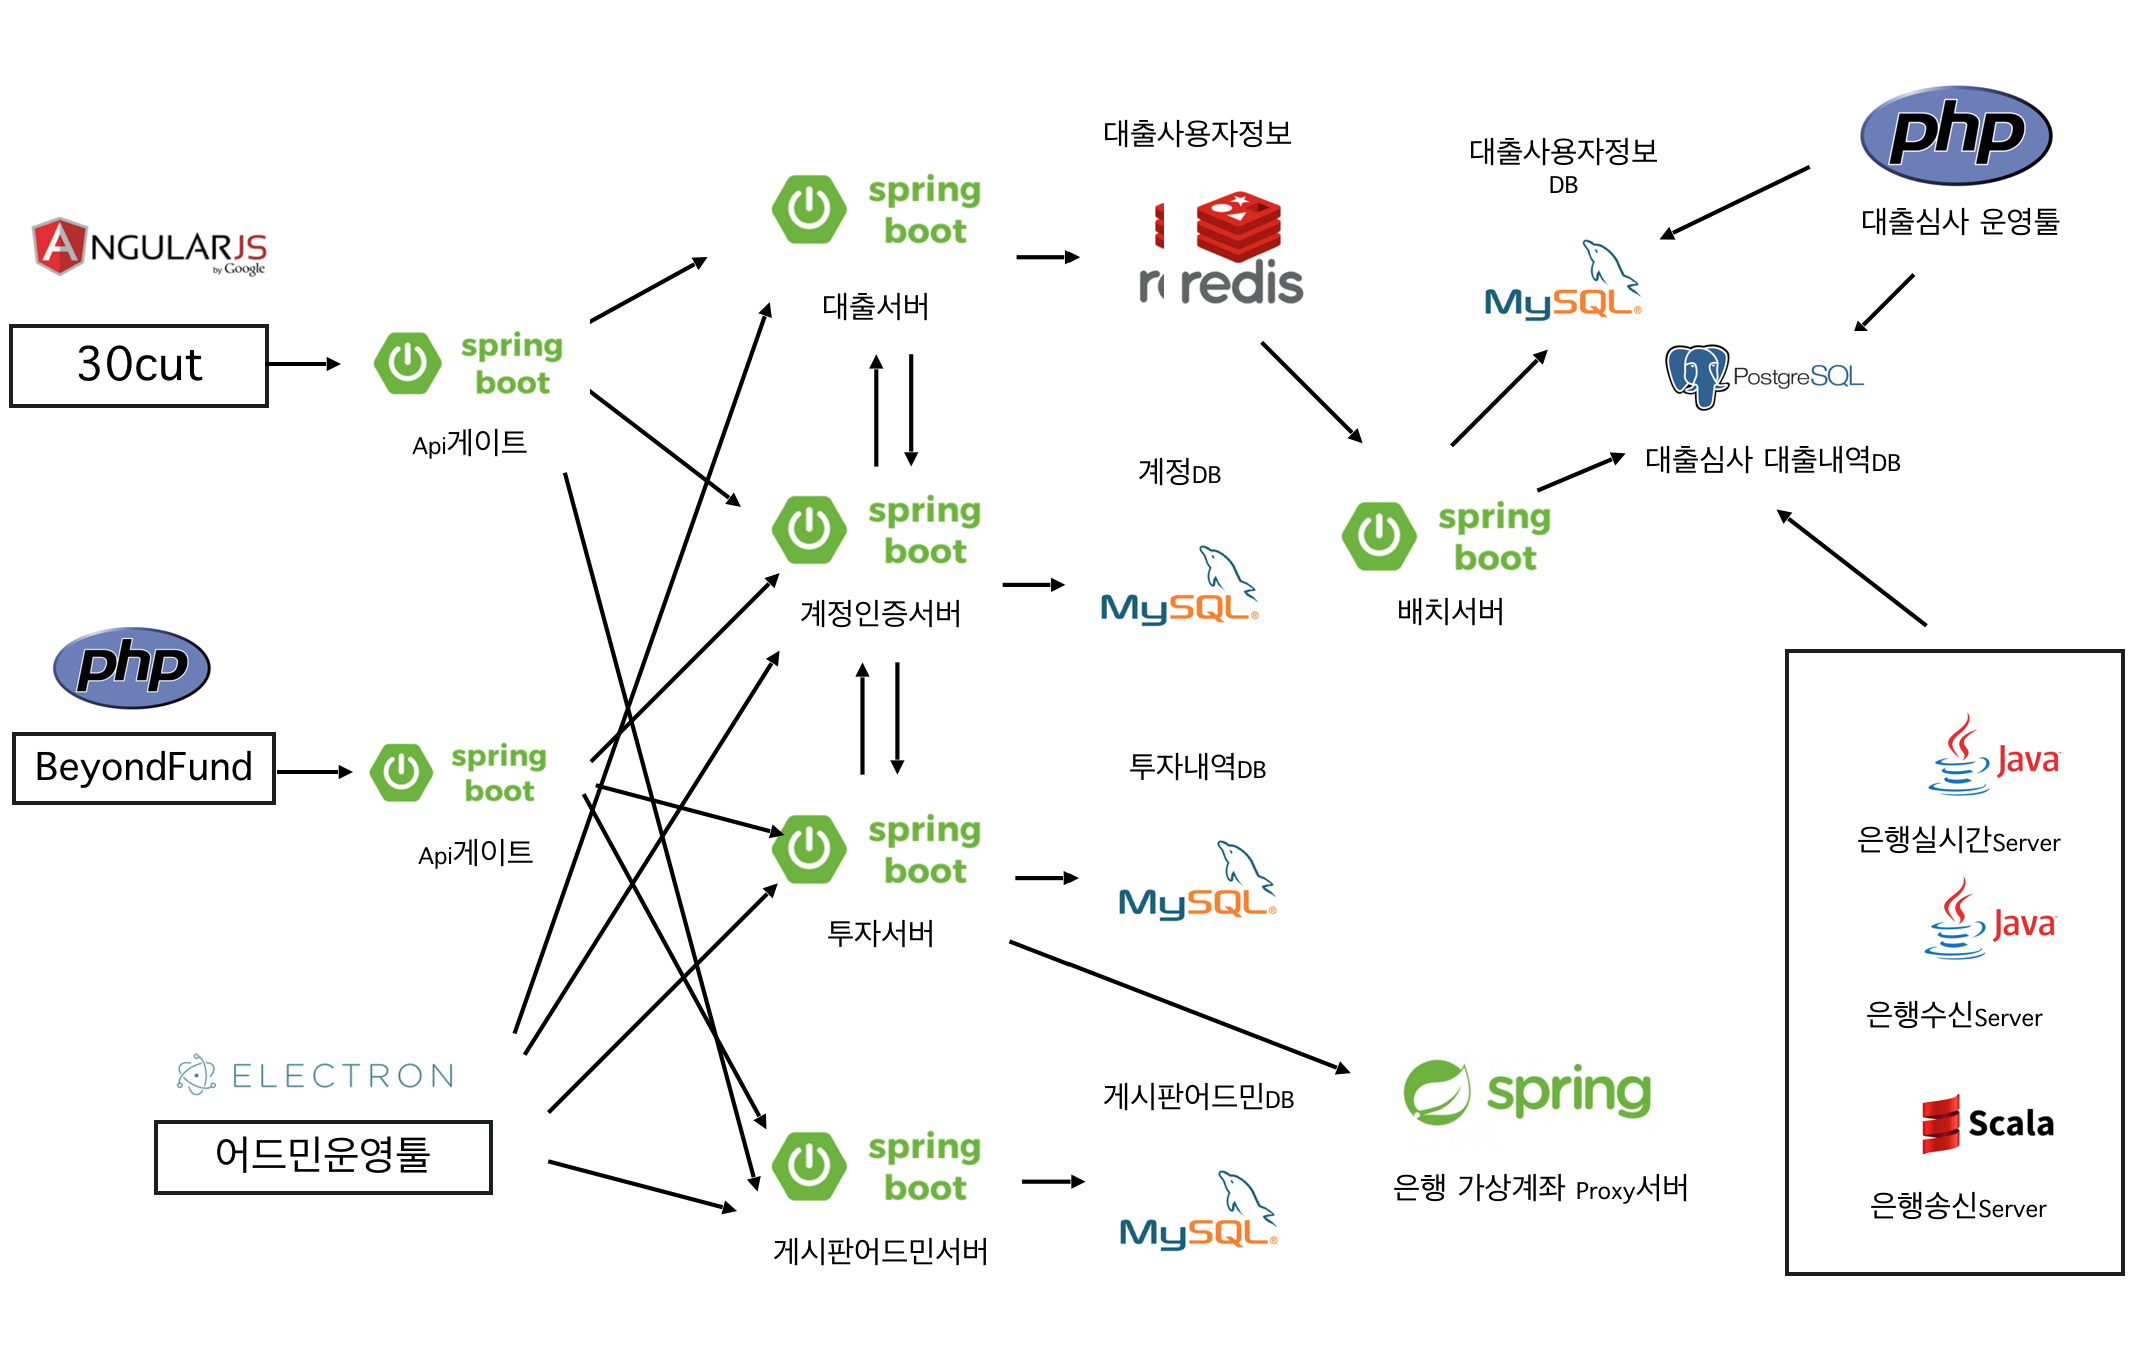 ANGULARJS
by Google
30cut
spring
boot
Api게이트
php
BeyondFund
spring
boot
Api게이트
ELECTRON
어드민운영툴
spring
boot
대출서버
spring
boot
계정인증서버
spring
boot
투자서버
spring
boot
게시판어드민서버
대출사용자정보
redis
계정DB
MySQL®
투자내역DB
MySQL®
게시판어드민DB
MySQL®
대출사용자정보
DB
MySQL®
php
대출심사 운영툴
PostgreSQL
대출심사 대출내역DB
spring
boot
배치서버
spring
은행 가상계좌 Proxy서버
Java
은행실시간Server
Java
은행수신Server
Scala
은행송신Server